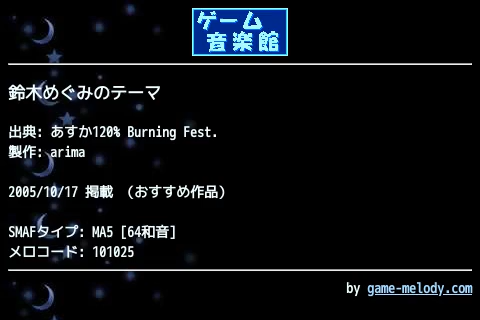 ゲーム
音楽館
鈴木めぐみのテーマ
出典: あすか120% Burning Fest.
製作: arima
2005/10/17 掲載 (おすすめ作品)
SMAFタイプ: MA5 [64和音]
メロコード: 101025
by game-melody.com